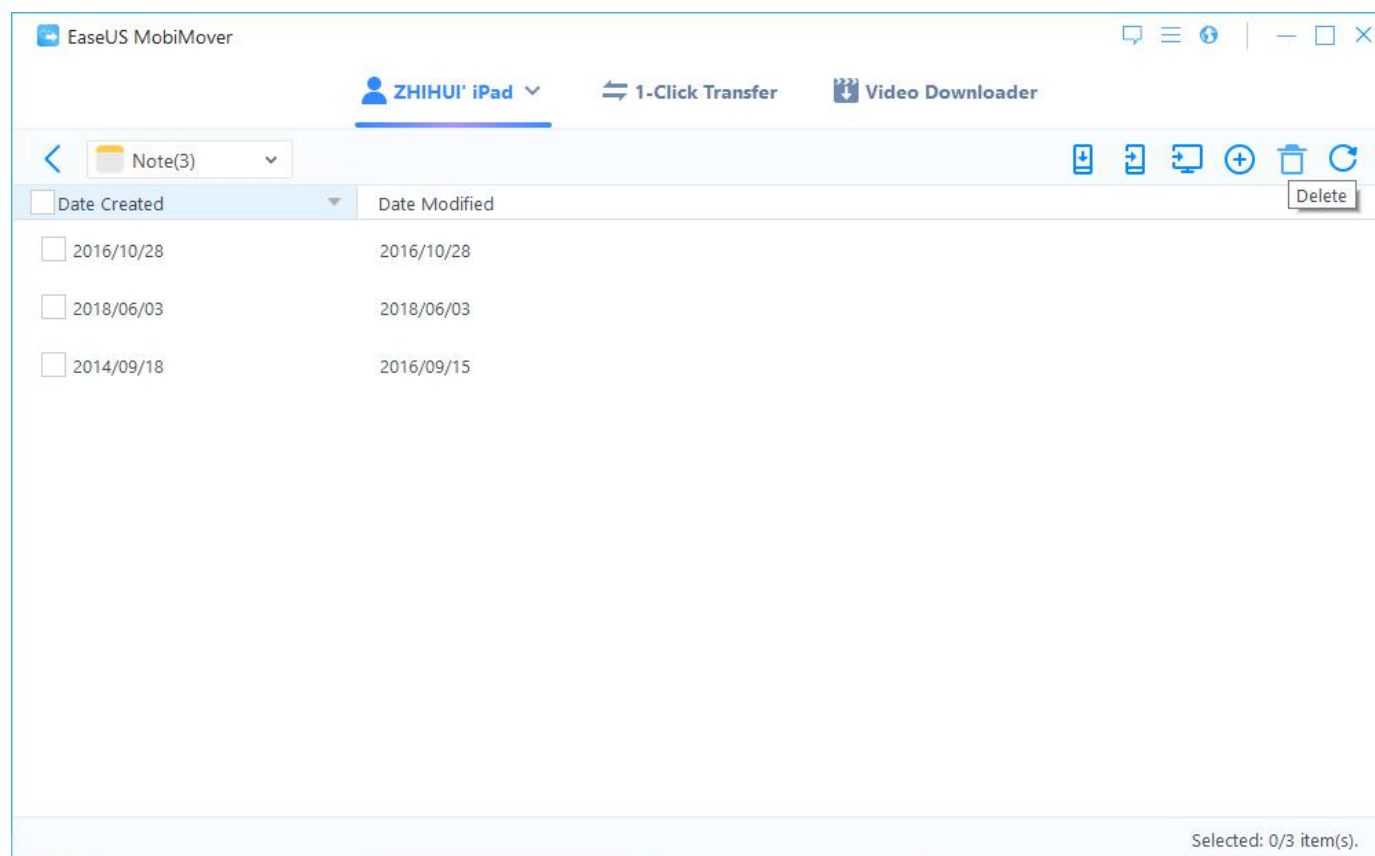 EaseUS MobiMover
ZHIHUI' iPad 1-Click Transfer Video Downloader
Note(3)
Delete
Date Created Date Modified
2016/10/28 2016/10/28
2018/06/03 2018/06/03
2014/09/18 2016/09/15
Selected: 0/3 item(s).